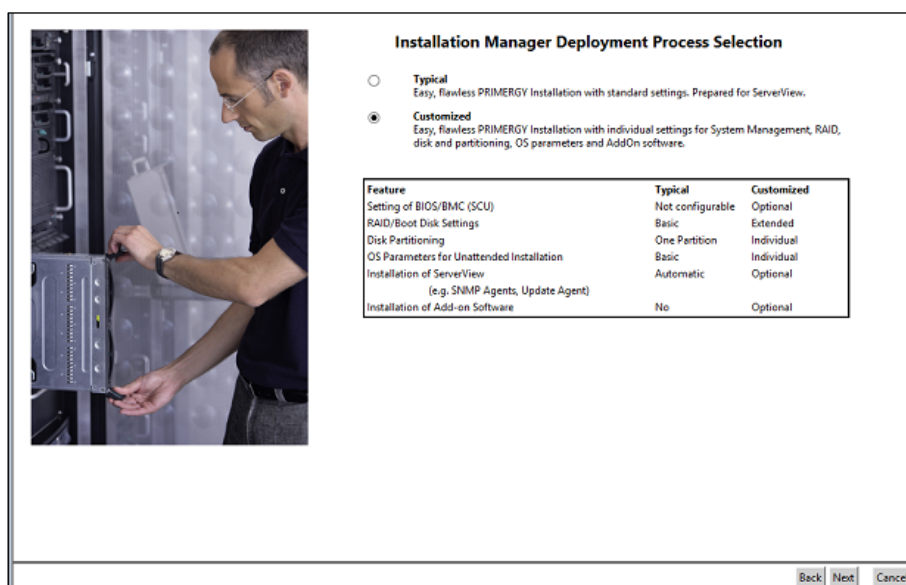 Installation Manager Deployment Process Selection
Typical
Easy, flawless PRIMERGY Installation with standard settings. Prepared for ServerView.
Customized
Easy, flawless PRIMERGY Installation with individual settings for System Management, RAID,
disk and partitioning, OS parameters and AddOn software.
Feature Typical Customized
Setting of BIOS/BMC (SCU) Not configurable Optional
RAID/Boot Disk Settings Basic Extended
Disk Partitioning One Partition Individual
OS Parameters for Unattended Installation Basic Individual
Installation of ServerView Automatic Optional
(e.g. SNMP Agents, Update Agent)
Installation of Add-on Software No Optional
Back Next Cance